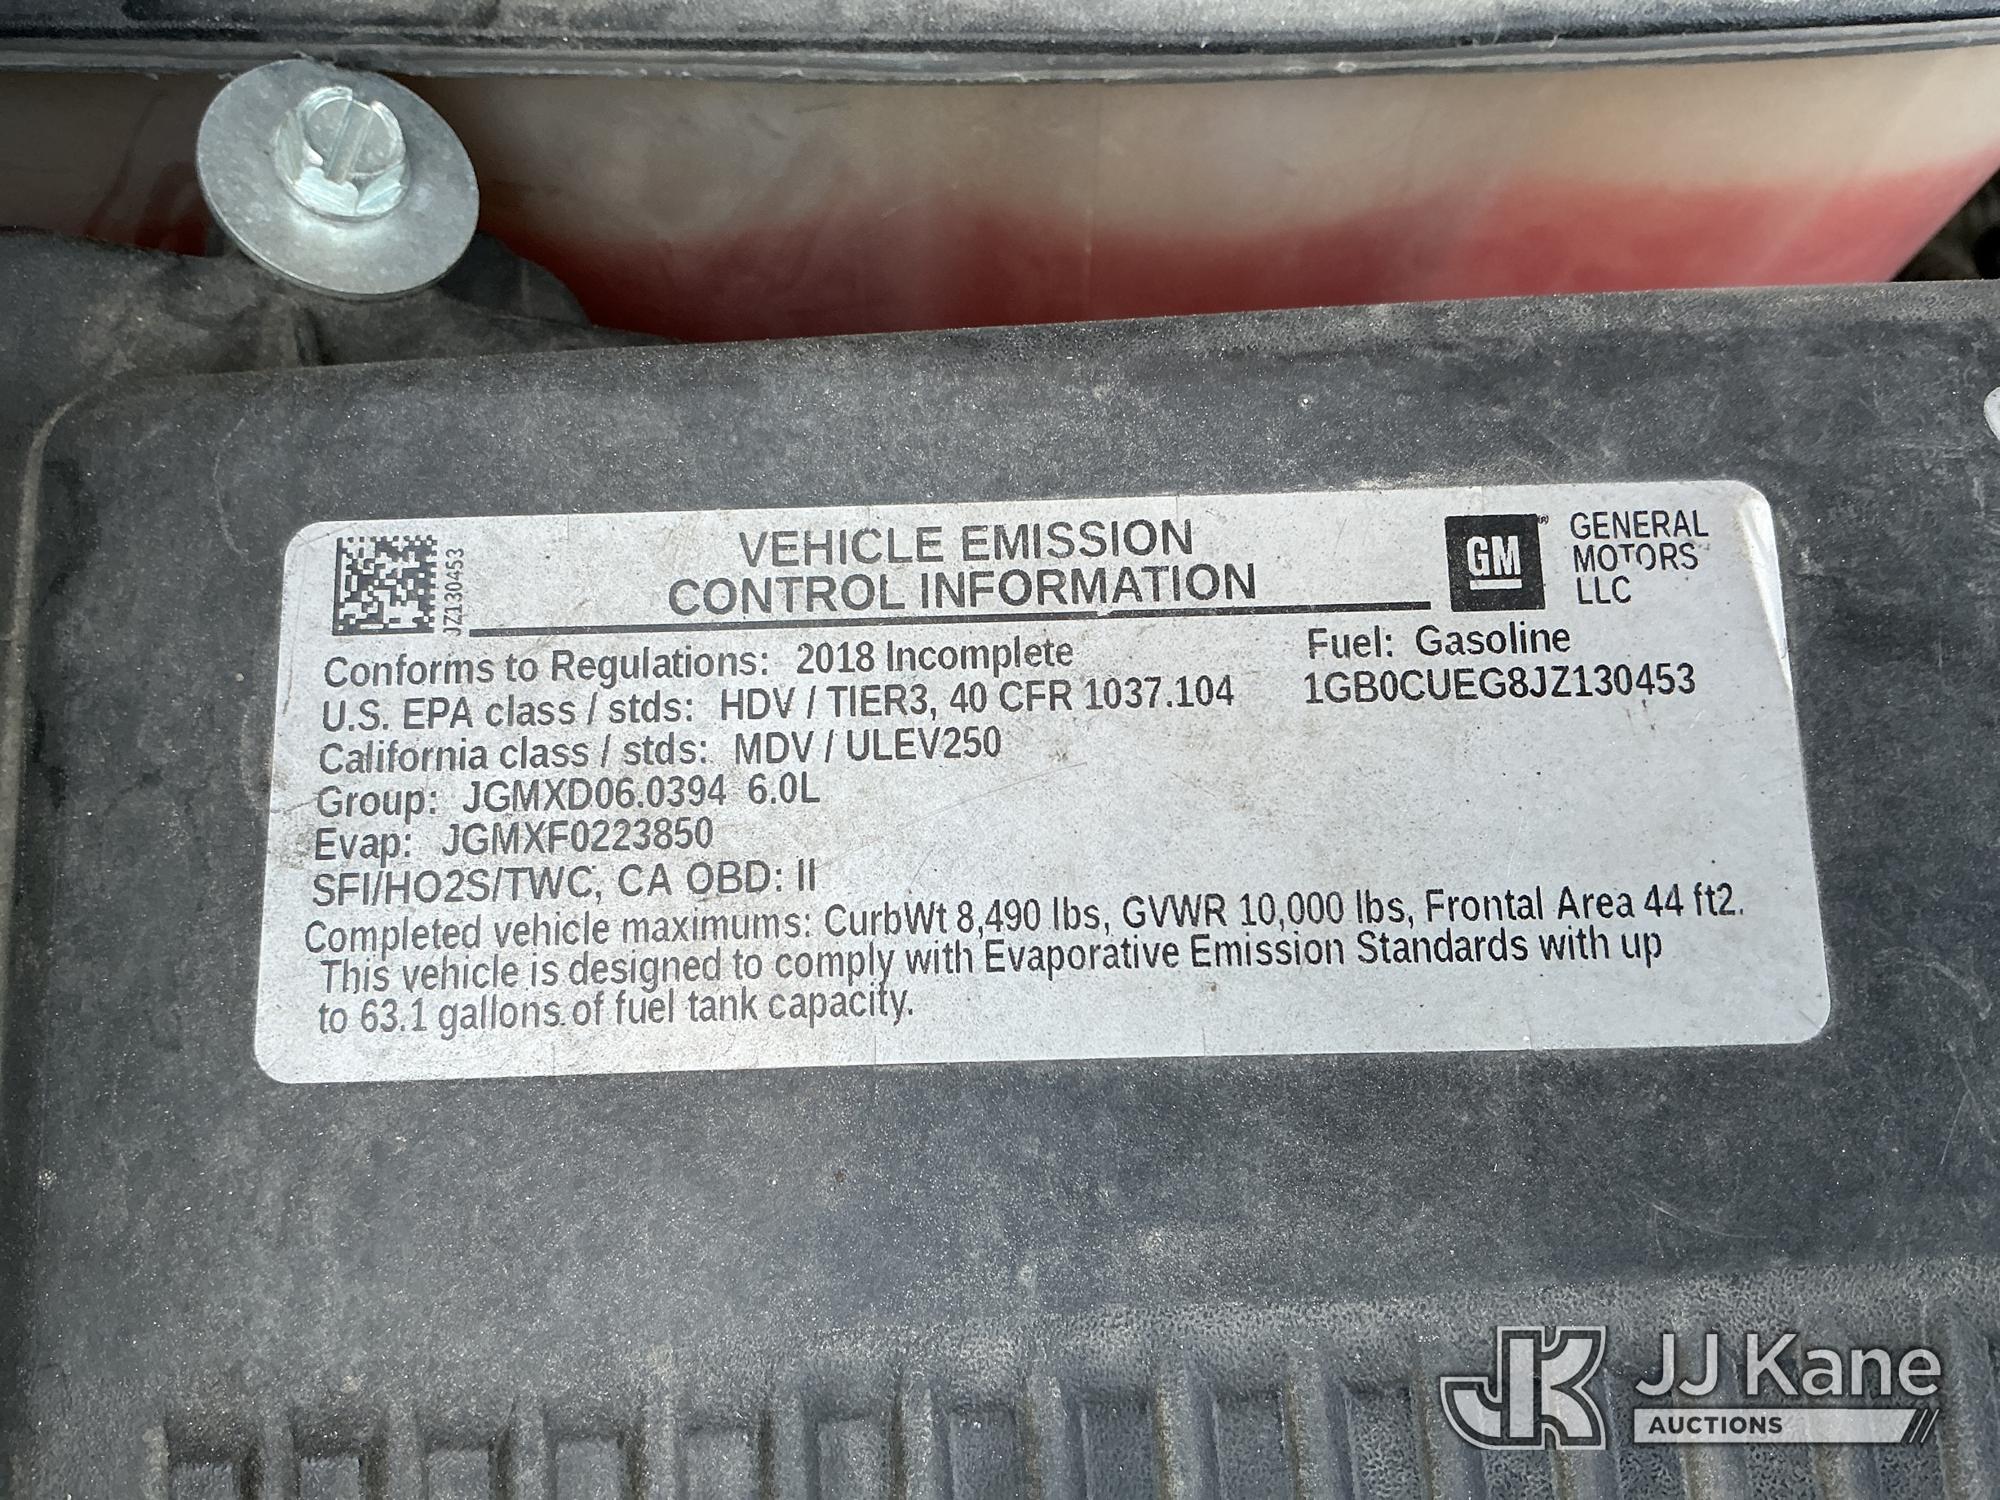 JZ130453
VEHICLE EMISSION
CONTROL INFORMATION
GM
®
GENERAL
MOTORS
LLC
Conforms to Regulations: 2018 Incomplete
Fuel: Gasoline
U.S. EPA class / stds: HDV / TIER3, 40 CFR 1037.104
1GB0CUEG8JZ130453
California class / stds: MDV / ULEV250
Group: JGMXD06.0394 6.0L
Evap: JGMXF0223850
SFI/HO2S/TWC, CA OBD: II
Completed vehicle maximums: CurbWt 8,490 lbs, GVWR 10,000 lbs, Frontal Area 44 ft2.
This vehicle is designed to comply with Evaporative Emission Standards with up
to 63.1 gallons of fuel tank capacity.
JK
JJ Kane
AUCTIONS